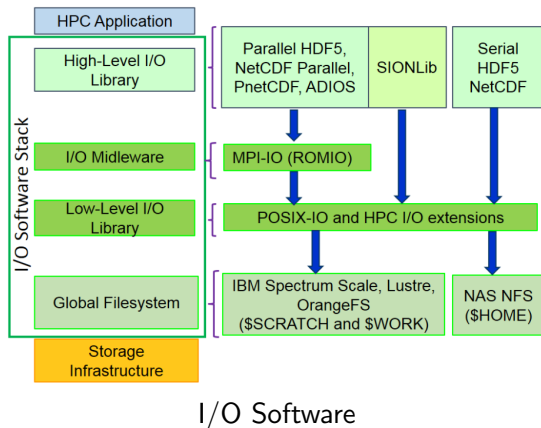 HPC Application
I/O Software Stack
High-Level I/O
Library
Parallel HDF5,
NetCDF Parallel,
PnetCDF, ADIOS
SIONLib
Serial
HDF5
NetCDF
I/O Midleware
MPI-IO (ROMIO)
Low-Level I/O
Library
POSIX-IO and HPC I/O extensions
Global Filesystem
IBM Spectrum Scale, Lustre,
OrangeFS
($SCRATCH and $WORK)
NAS NFS
($HOME)
Storage
Infrastructure
I/O Software